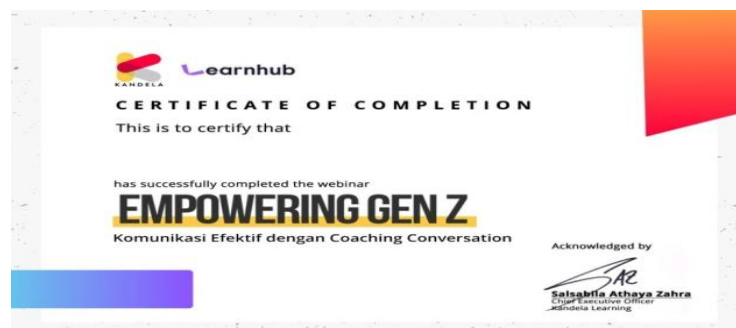 KANDELA
Learnhub
CERTIFICATE OF COMPLETION
This is to certify that
has successfully completed the webinar
EMPOWERING GEN Z
Komunikasi Efektif dengan Coaching Conversation
Acknowledged by
Salsabila Athaya Zahra
Chief Executive Officer
Kandela Learning